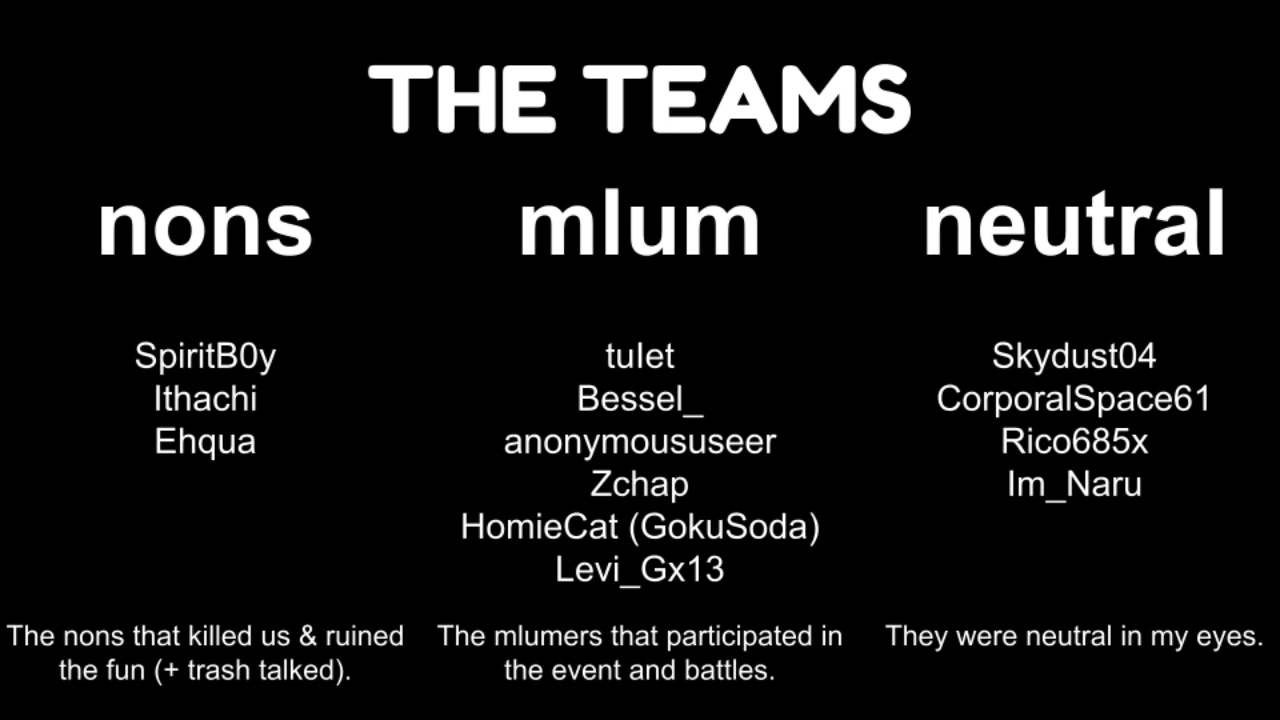 THE TEAMS
nons
mlum
neutral
SpiritB0y
Ithachi
Ehqua
tulet
Bessel_
anonymoususeer
Zchap
HomieCat (GokuSoda)
Levi_Gx13
Skydust04
CorporalSpace61
Rico685x
Im_Naru
The nons that killed us & ruined
the fun (+ trash talked).
The mlumers that participated in
the event and battles.
They were neutral in my eyes.